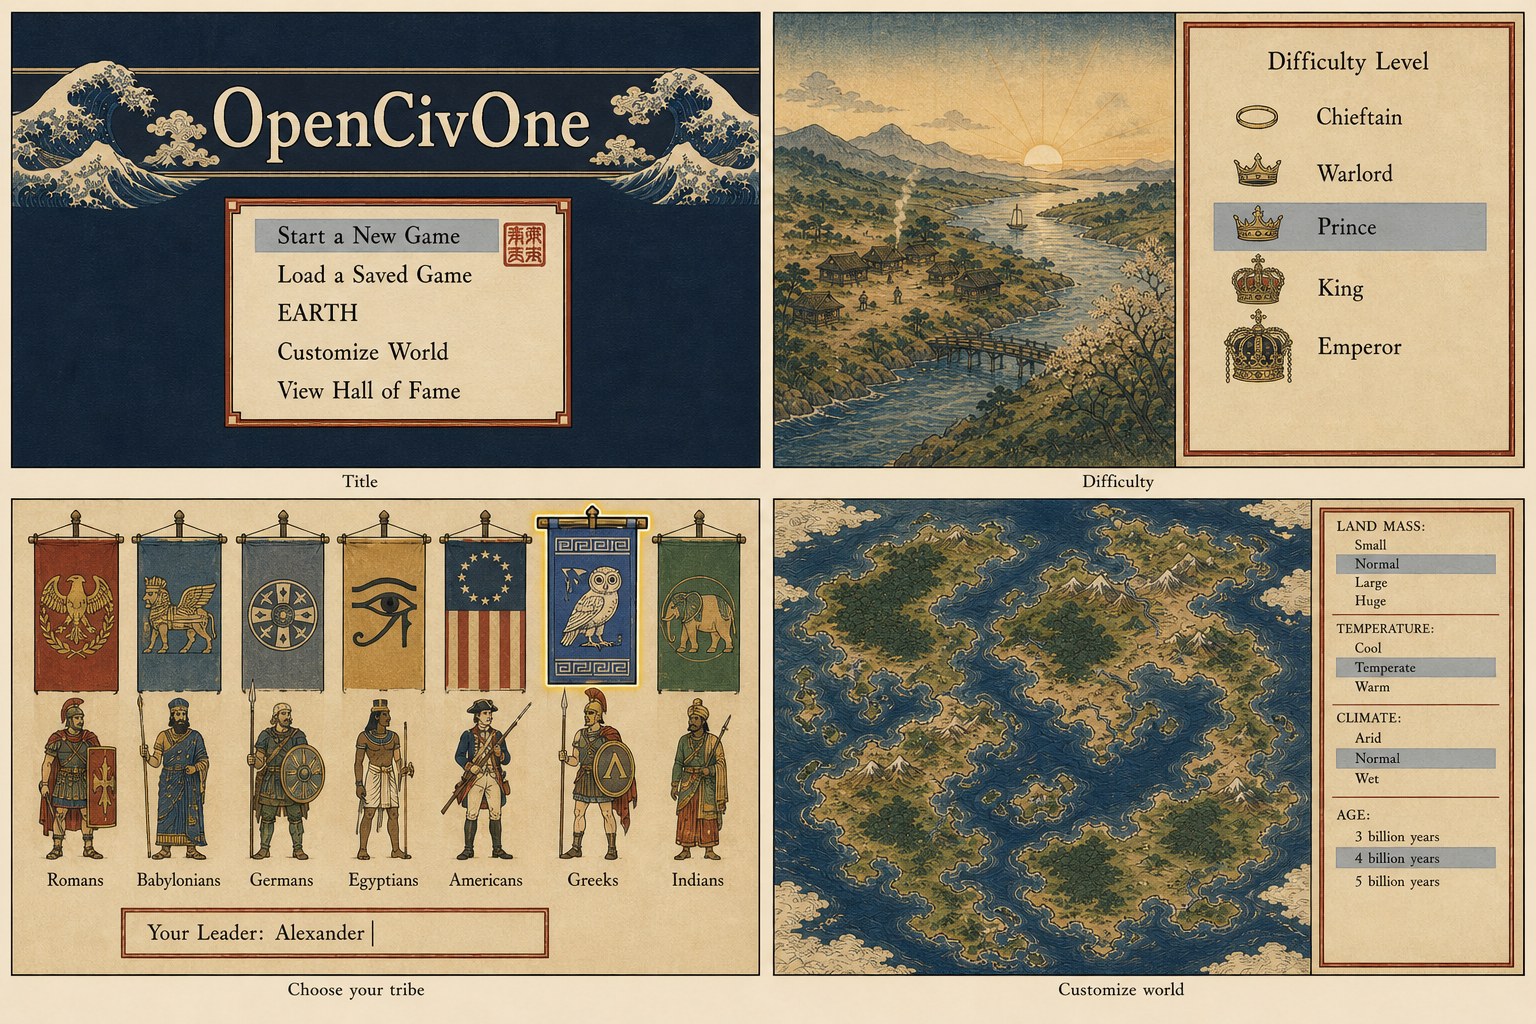 OpenCivOne
Start a New Game
Load a Saved Game
EARTH
Customize World
View Hall of Fame
Title
Difficulty Level
Chieftain
Warlord
Prince
King
Emperor
Difficulty
Romans
Babylonians
Germans
Egyptians
Americans
Greeks
Indians
Your Leader: Alexander
Choose your tribe
LAND MASS:
Small
Normal
Large
Huge
TEMPERATURE:
Cool
Temperate
Warm
CLIMATE:
Arid
Normal
Wet
AGE:
3 billion years
4 billion years
5 billion years
Customize world